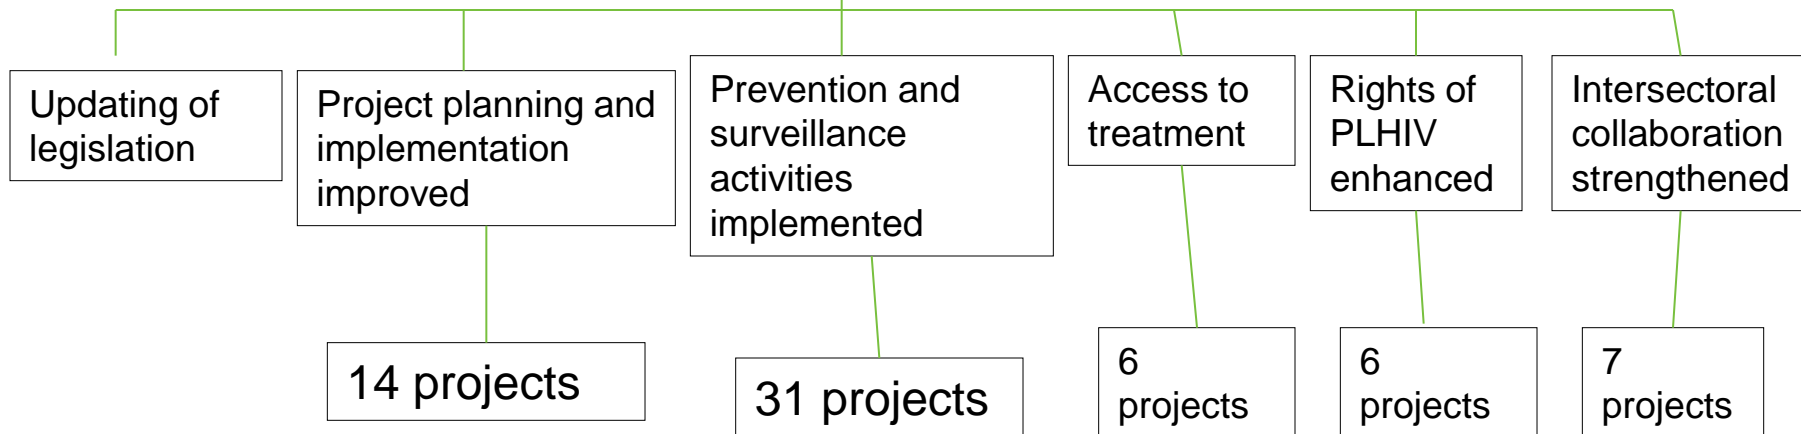 Updating of
legislation
Project planning and
implementation
improved
Prevention and
surveillance
activities
implemented
Access to
treatment
Rights of
PLHIV
enhanced
Intersectoral
collaboration
strengthened
14 projects
31 projects
6
projects
6
projects
7
projects